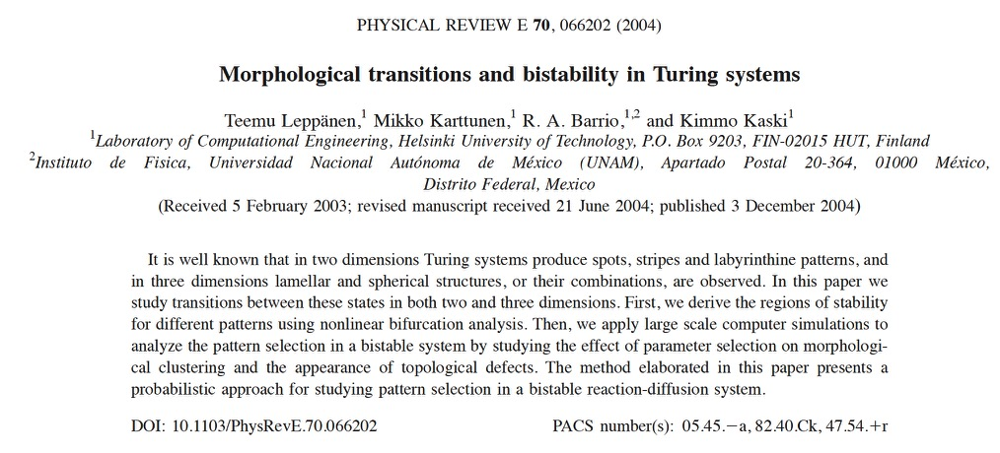 PHYSICAL REVIEW E 70, 066202 (2004)
Morphological transitions and bistability in Turing systems
Teemu Leppänen,1 Mikko Karttunen,1 R. A. Barrio,1,2 and Kimmo Kaski1
1Laboratory of Computational Engineering, Helsinki University of Technology, P.O. Box 9203, FIN-02015 HUT, Finland
2Instituto de Fisica, Universidad Nacional Autónoma de México (UNAM), Apartado Postal 20-364, 01000 México,
Distrito Federal, Mexico
(Received 5 February 2003; revised manuscript received 21 June 2004; published 3 December 2004)
It is well known that in two dimensions Turing systems produce spots, stripes and labyrinthine patterns, and
in three dimensions lamellar and spherical structures, or their combinations, are observed. In this paper we
study transitions between these states in both two and three dimensions. First, we derive the regions of stability
for different patterns using nonlinear bifurcation analysis. Then, we apply large scale computer simulations to
analyze the pattern selection in a bistable system by studying the effect of parameter selection on morphologi-
cal clustering and the appearance of topological defects. The method elaborated in this paper presents a
probabilistic approach for studying pattern selection in a bistable reaction-diffusion system.
DOI: 10.1103/PhysRevE.70.066202 PACS number(s): 05.45.−a, 82.40.Ck, 47.54.+r